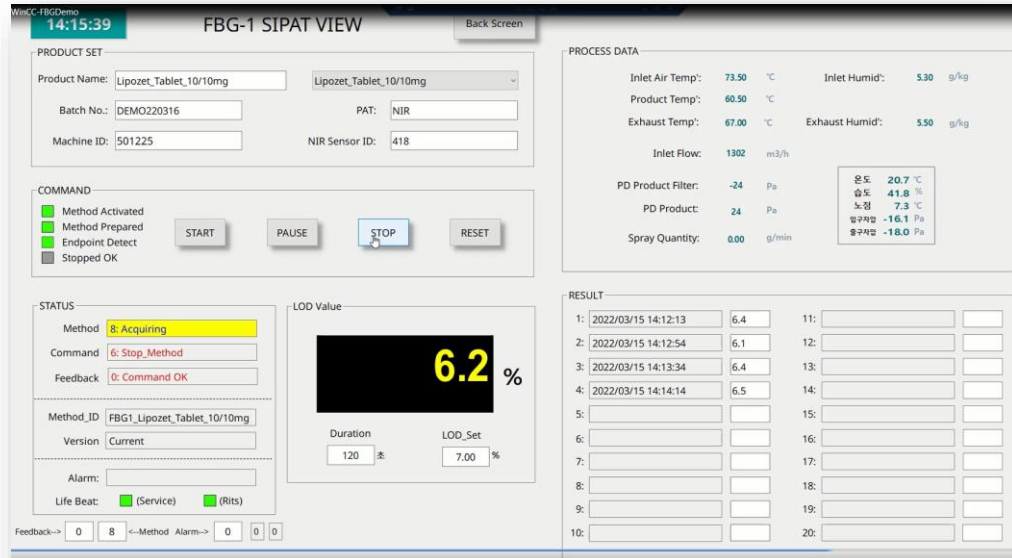 WinCC-FBGDemo
14:15:39
FBG-1 SIPAT VIEW
Back Screen
PRODUCT SET
Product Name: Lipozet_Tablet_10/10mg Lipozet_Tablet_10/10mg
Batch No.: DEMO220316 PAT: NIR
Machine ID: 501225 NIR Sensor ID: 418
COMMAND
Method Activated
Method Prepared
Endpoint Detect
Stopped OK
START PAUSE STOP RESET
STATUS
Method 8: Acquiring
Command 6: Stop_Method
Feedback 0: Command OK
Method_ID FBG1_Lipozet_Tablet_10/10mg
Version Current
Alarm:
Life Beat: (Service) (Rits)
Feedback--> 0 8 <--Method Alarm--> 0 0 0
LOD Value
6.2 %
Duration LOD_Set
120 초 7.00 %
PROCESS DATA
Inlet Air Temp': 73.50 ℃ Inlet Humid': 5.30 g/kg
Product Temp': 60.50 ℃
Exhaust Temp': 67.00 ℃ Exhaust Humid': 5.50 g/kg
Inlet Flow: 1302 m3/h
PD Product Filter: -24 Pa
PD Product: 24 Pa
Spray Quantity: 0.00 g/min
온도 20.7 ℃
습도 41.8 %
노점 7.3 ℃
입구차압 -16.1 Pa
출구차압 -18.0 Pa
RESULT
1: 2022/03/15 14:12:13 6.4 11:
2: 2022/03/15 14:12:54 6.1 12:
3: 2022/03/15 14:13:34 6.4 13:
4: 2022/03/15 14:14:14 6.5 14:
5: 15:
6: 16:
7: 17:
8: 18:
9: 19:
10: 20: